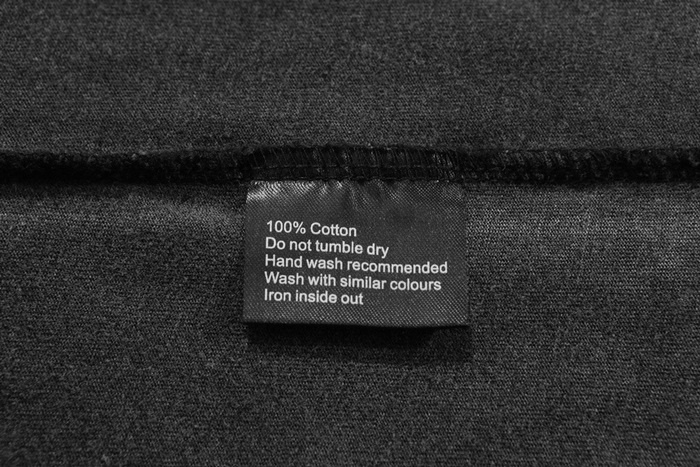 100% Cotton
Do not tumble dry
Hand wash recommended
Wash with similar colours
Iron inside out